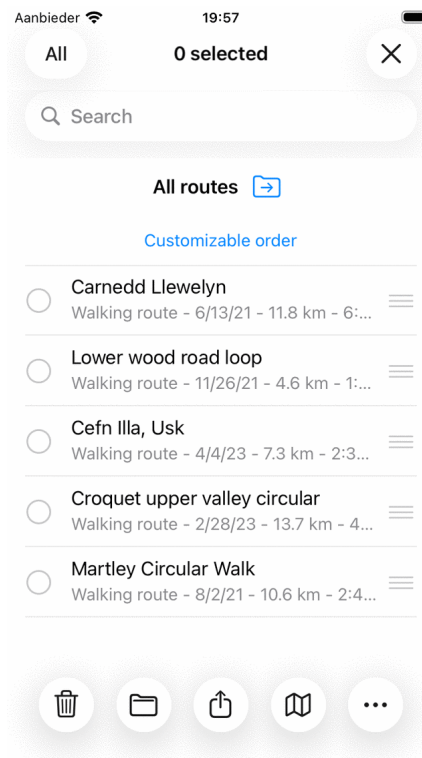 Aanbieder 19:57
All 0 selected
Search
All routes
Customizable order
Carnedd Llewelyn
Walking route - 6/13/21 - 11.8 km - 6:...
Lower wood road loop
Walking route - 11/26/21 - 4.6 km - 1:...
Cefn Illa, Usk
Walking route - 4/4/23 - 7.3 km - 2:3...
Croquet upper valley circular
Walking route - 2/28/23 - 13.7 km - 4...
Martley Circular Walk
Walking route - 8/2/21 - 10.6 km - 2:4...